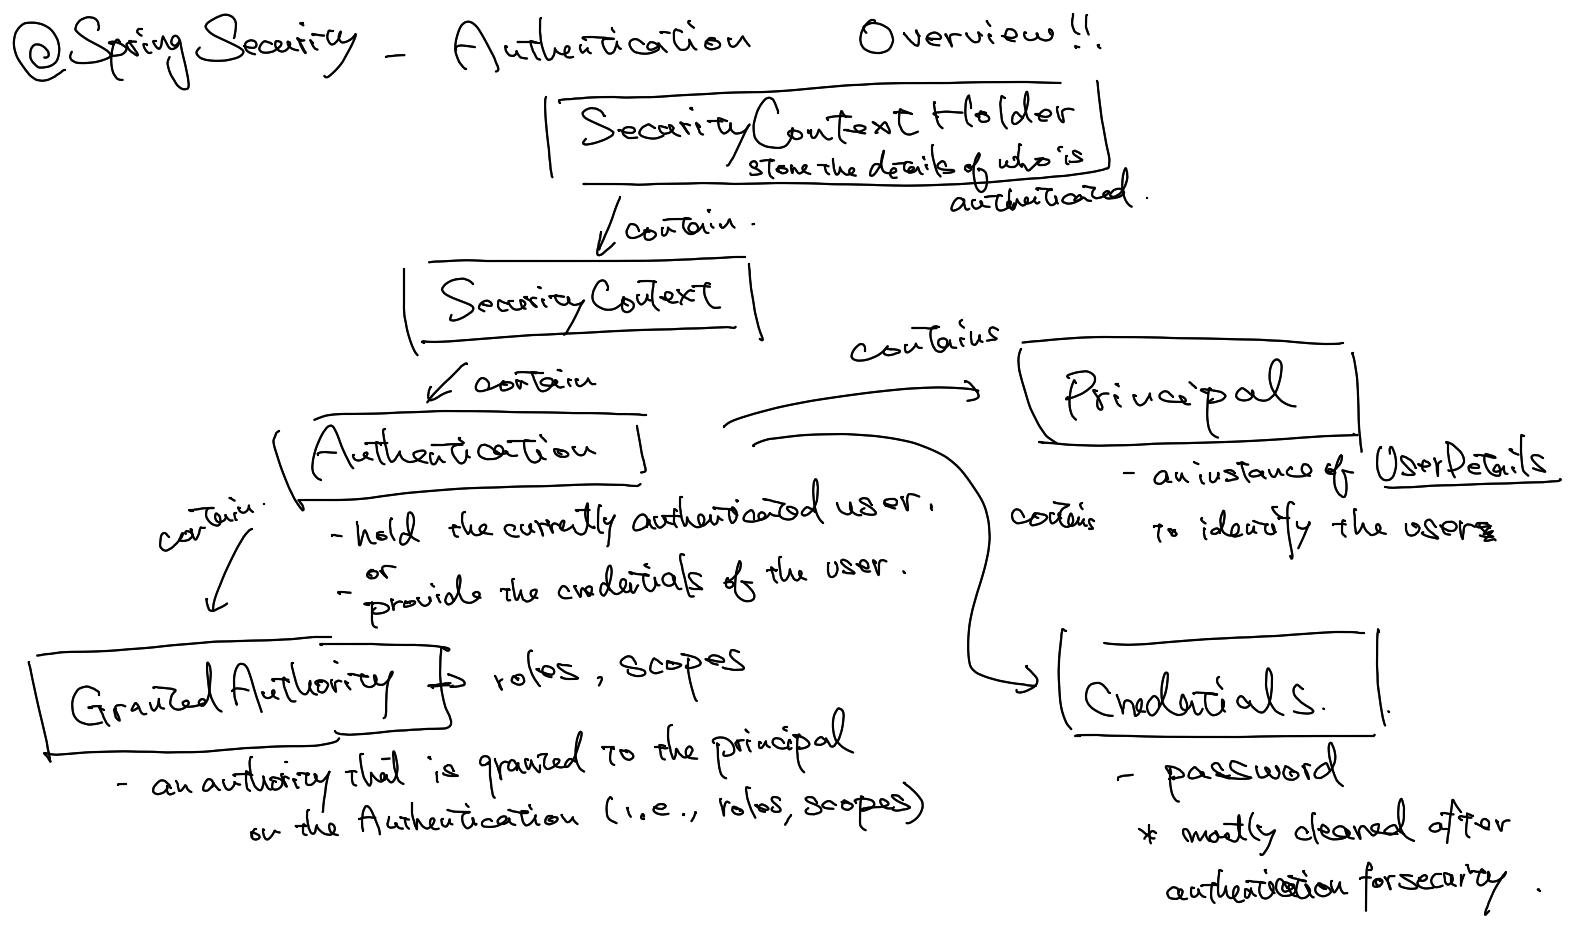 @Spring Security - Authentication Overview!!
SecurityContextHolder
store the details of who is
authenticated.
contain.
SecurityContext
contain
Authentication
contains
Principal
- an instance of UserDetails
to identify the user
contains
- hold the currently authenticated user.
or
- provide the credentials of the user.
contain.
GrantedAuthority → roles, scopes
- an authority that is granted to the principal
on the Authentication (i.e., roles, scopes)
Credentials.
- password
* mostly cleared after
authentication for security.